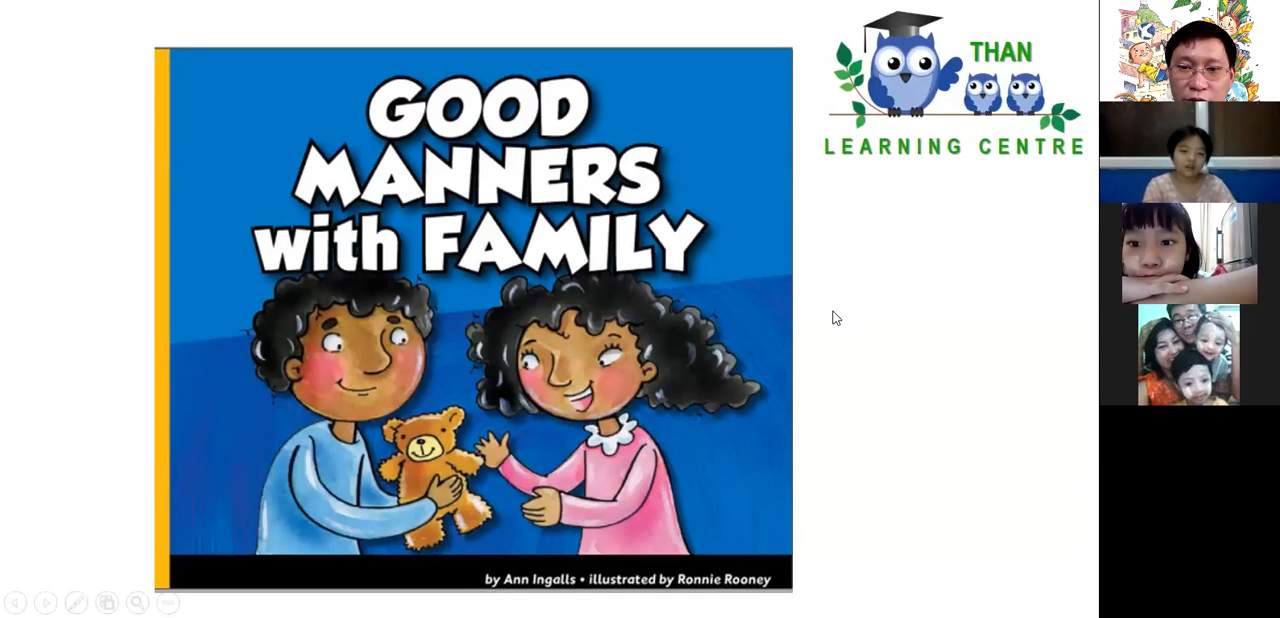 GOOD
MANNERS
with FAMILY
by Ann Ingalls • illustrated by Ronnie Rooney
THAN
LEARNING CENTRE